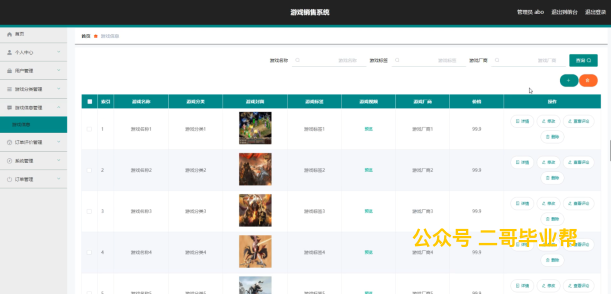 游戏销售系统
管理员 abo 退出到前台 退出登录
首页 游戏信息
首页
个人中心
用户管理
游戏分类管理
游戏信息管理
游戏信息
订单评价管理
系统管理
订单管理
游戏名称 游戏名称 游戏标签 游戏标签 游戏厂商 游戏厂商 查询
索引 游戏名称 游戏分类 游戏封面 游戏标签 游戏视频 游戏厂商 价格 操作
1 游戏名称1 游戏分类1 游戏标签1 游戏厂商1 99.9 详情 修改 查看评论
删除
2 游戏名称2 游戏分类2 游戏标签2 游戏厂商2 99.9 详情 修改 查看评论
删除
3 游戏名称3 游戏分类3 游戏标签3 游戏厂商3 99.9 详情 修改 查看评论
删除
4 游戏名称4 游戏分类4 游戏标签4 游戏厂商4 99.9 详情 修改 查看评论
删除
公众号 二哥毕业帮
5 游戏名称5 游戏分类5 游戏标签5 游戏厂商5 99.9 详情 修改 查看评论